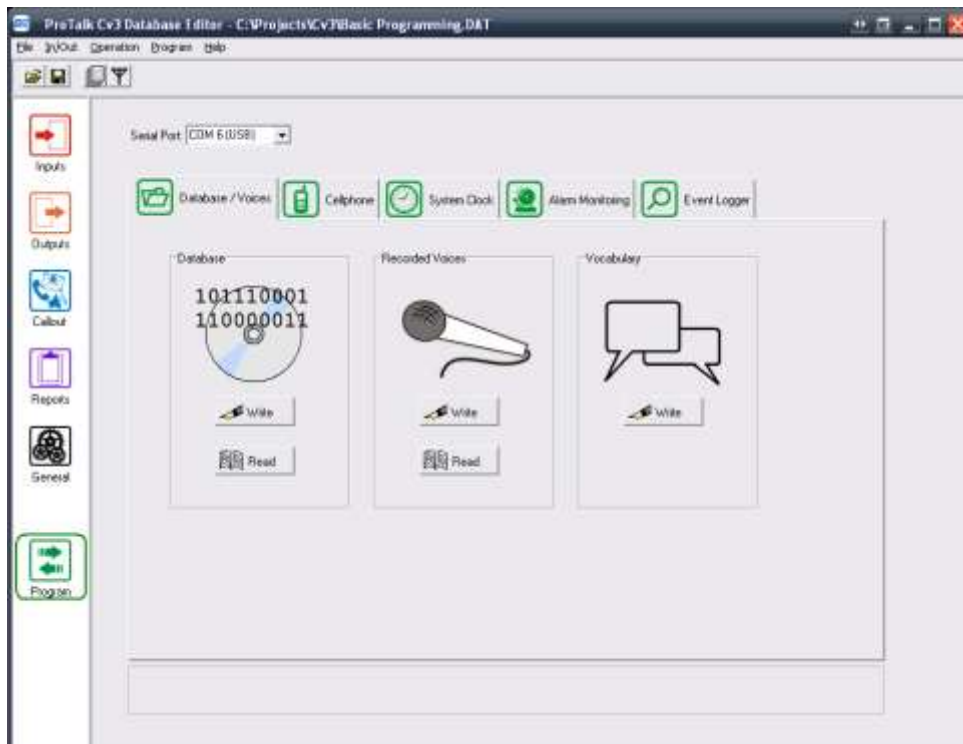 ProTalk Cv3 Database Editor - C:\Projects\Cv3\Basic Programming.DAT
File In/Out Operation Program Help
Inputs
Outputs
Callout
Reports
General
Program
Serial Port COM 6 (USB)
Database / Voices Cellphone System Clock Alarm Monitoring Event Logger
Database Recorded Voices Vocabulary
101110001
110000011
Write Write Write
Read Read